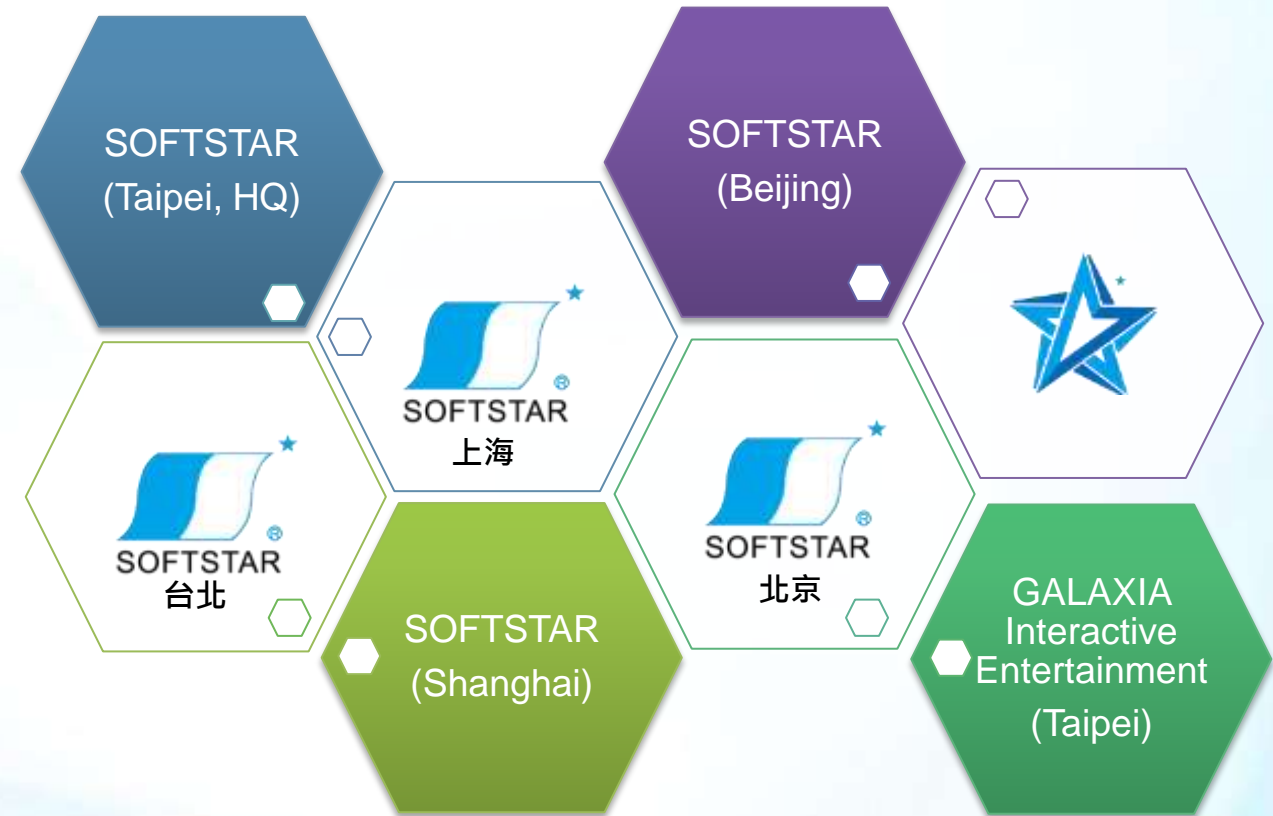 SOFTSTAR
(Taipei, HQ)
SOFTSTAR
(Beijing)
SOFTSTAR
上海
SOFTSTAR
台北
SOFTSTAR
北京
SOFTSTAR
(Shanghai)
GALAXIA
Interactive
Entertainment
(Taipei)